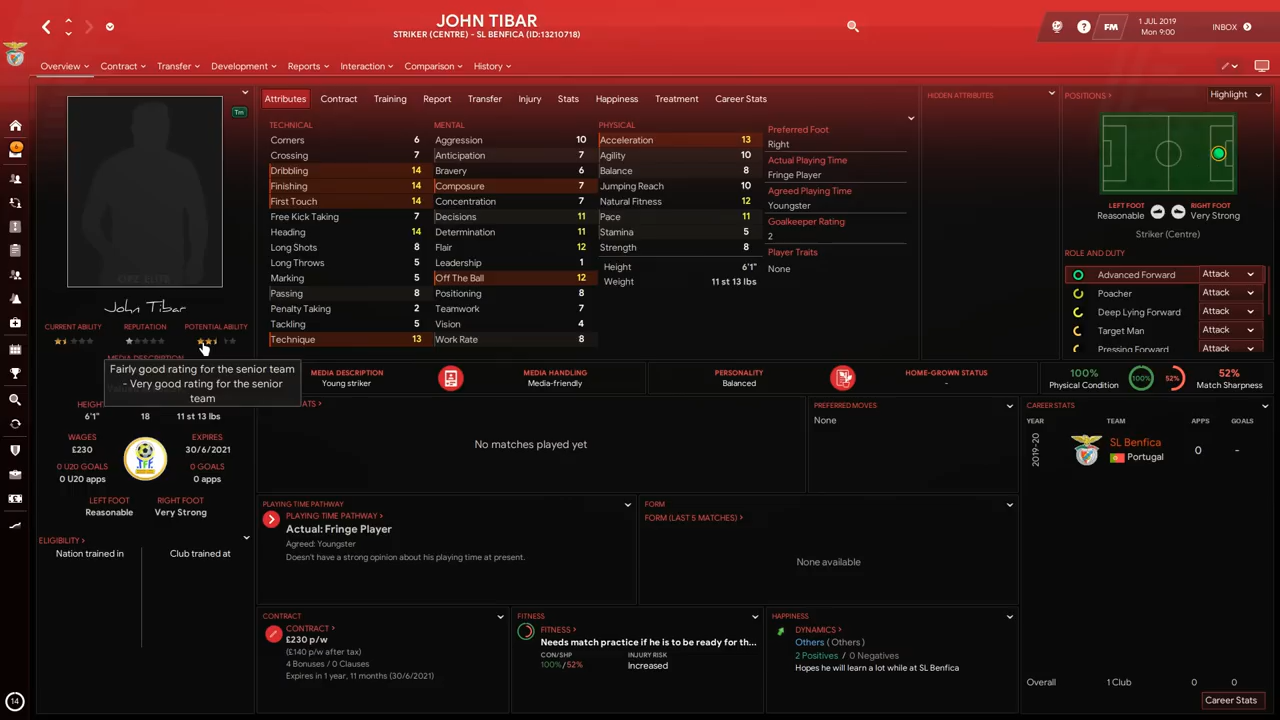 JOHN TIBAR
STRIKER (CENTRE) - SL BENFICA (ID:13210718)
FM
1 JUL 2019
Mon 9:00
INBOX
Overview
Contract
Transfer
Development
Reports
Interaction
Comparison
History
Trn
John Tibar
CURRENT ABILITY
REPUTATION
POTENTIAL ABILITY
MEDIA DESCRIPTION
Fairly good rating for the senior team
- Very good rating for the senior
team
6'1"
18
11 st 13 lbs
WAGES
£230
EXPIRES
30/6/2021
0 U20 GOALS
0 U20 apps
0 GOALS
0 apps
LEFT FOOT
Reasonable
RIGHT FOOT
Very Strong
ELIGIBILITY >
Nation trained in
Club trained at
14
Attributes
Contract
Training
Report
Transfer
Injury
Stats
Happiness
Treatment
Career Stats
TECHNICAL
Corners 6
Crossing 7
Dribbling 14
Finishing 14
First Touch 14
Free Kick Taking 7
Heading 14
Long Shots 8
Long Throws 5
Marking 5
Passing 8
Penalty Taking 2
Tackling 5
Technique 13
MENTAL
Aggression 10
Anticipation 7
Bravery 6
Composure 7
Concentration 7
Decisions 11
Determination 11
Flair 12
Leadership 1
Off The Ball 12
Positioning 8
Teamwork 7
Vision 4
Work Rate 8
PHYSICAL
Acceleration 13
Agility 10
Balance 8
Jumping Reach 10
Natural Fitness 12
Pace 11
Stamina 5
Strength 8
Height 6'1"
Weight 11 st 13 lbs
Preferred Foot
Right
Actual Playing Time
Fringe Player
Agreed Playing Time
Youngster
Goalkeeper Rating
2
Player Traits
None
HIDDEN ATTRIBUTES
POSITIONS >
Highlight
LEFT FOOT
Reasonable
RIGHT FOOT
Very Strong
Striker (Centre)
ROLE AND DUTY
Advanced Forward Attack
Poacher Attack
Deep Lying Forward Attack
Target Man Attack
Pressing Forward Attack
MEDIA DESCRIPTION
Young striker
MEDIA HANDLING
Media-friendly
PERSONALITY
Balanced
HOME-GROWN STATUS
-
100%
Physical Condition
100%
52%
52%
Match Sharpness
No matches played yet
PREFERRED MOVES
None
CAREER STATS >
YEAR
TEAM
APPS
GOALS
2019-20
SL Benfica
Portugal
0
-
PLAYING TIME PATHWAY
PLAYING TIME PATHWAY >
Actual: Fringe Player
Agreed: Youngster
Doesn't have a strong opinion about his playing time at present.
FORM
FORM (LAST 5 MATCHES) >
None available
CONTRACT
CONTRACT >
£230 p/w
(£140 p/w after tax)
4 Bonuses / 0 Clauses
Expires in 1 year, 11 months (30/6/2021)
FITNESS
FITNESS >
Needs match practice if he is to be ready for th...
CON/SHP
100%/52%
INJURY RISK
Increased
HAPPINESS
DYNAMICS >
Others ( Others )
2 Positives / 0 Negatives
Hopes he will learn a lot while at SL Benfica
Overall
1 Club
0
0
Career Stats